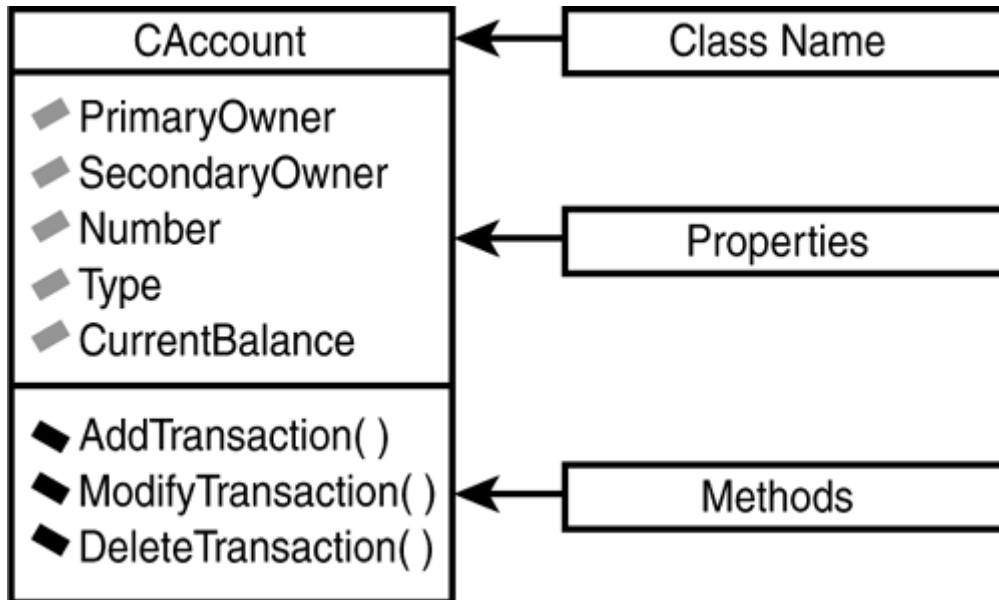 CAccount
PrimaryOwner
SecondaryOwner
Number
Type
CurrentBalance
AddTransaction( )
ModifyTransaction( )
DeleteTransaction( )
Class Name
Properties
Methods